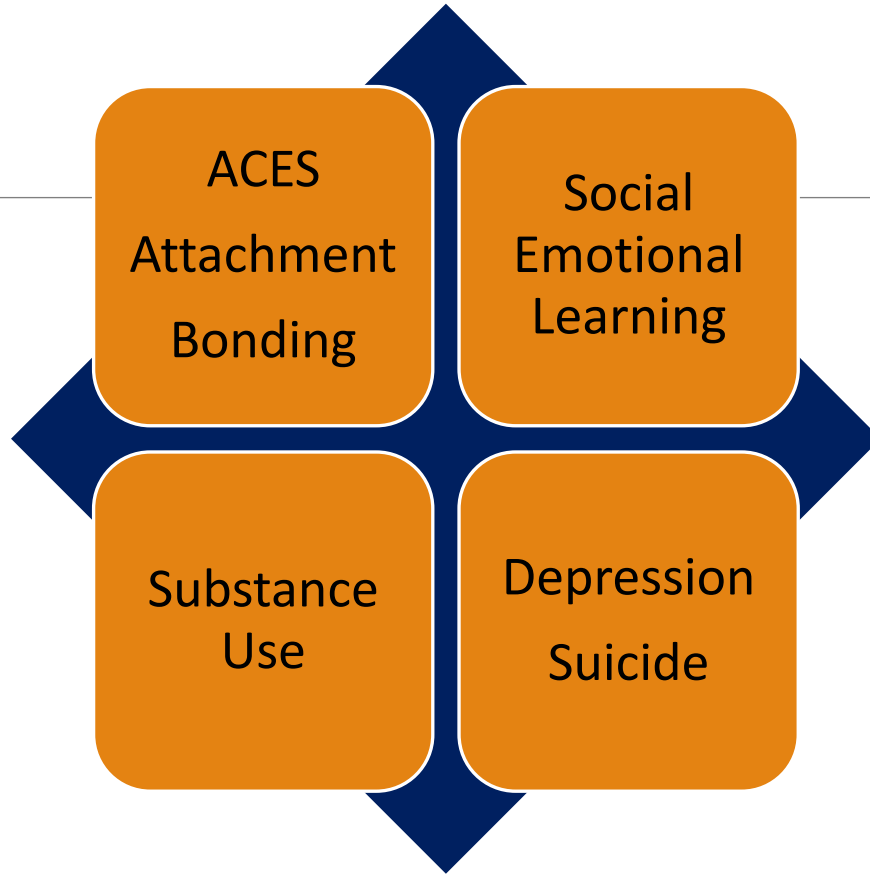 ACES
Attachment
Bonding
Social
Emotional
Learning
Substance
Use
Depression
Suicide